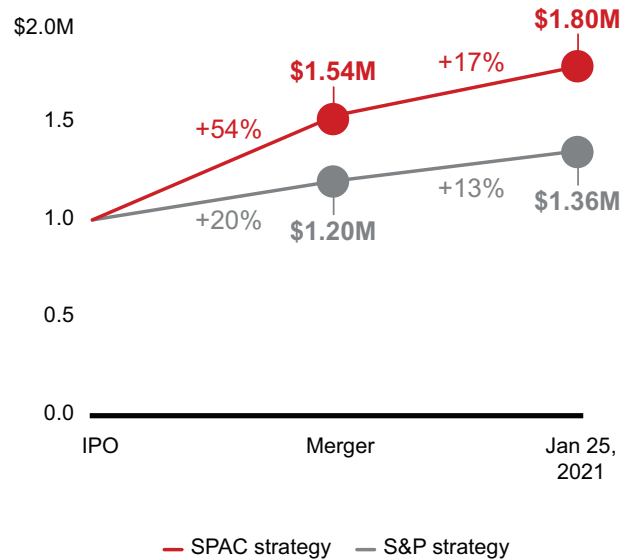 $2.0M
$1.80M
$1.54M
+17%
1.5
+54%
+13%
1.0
+20%
$1.20M
$1.36M
0.5
0.0
IPO
Merger
Jan 25,
2021
SPAC strategy
S&P strategy